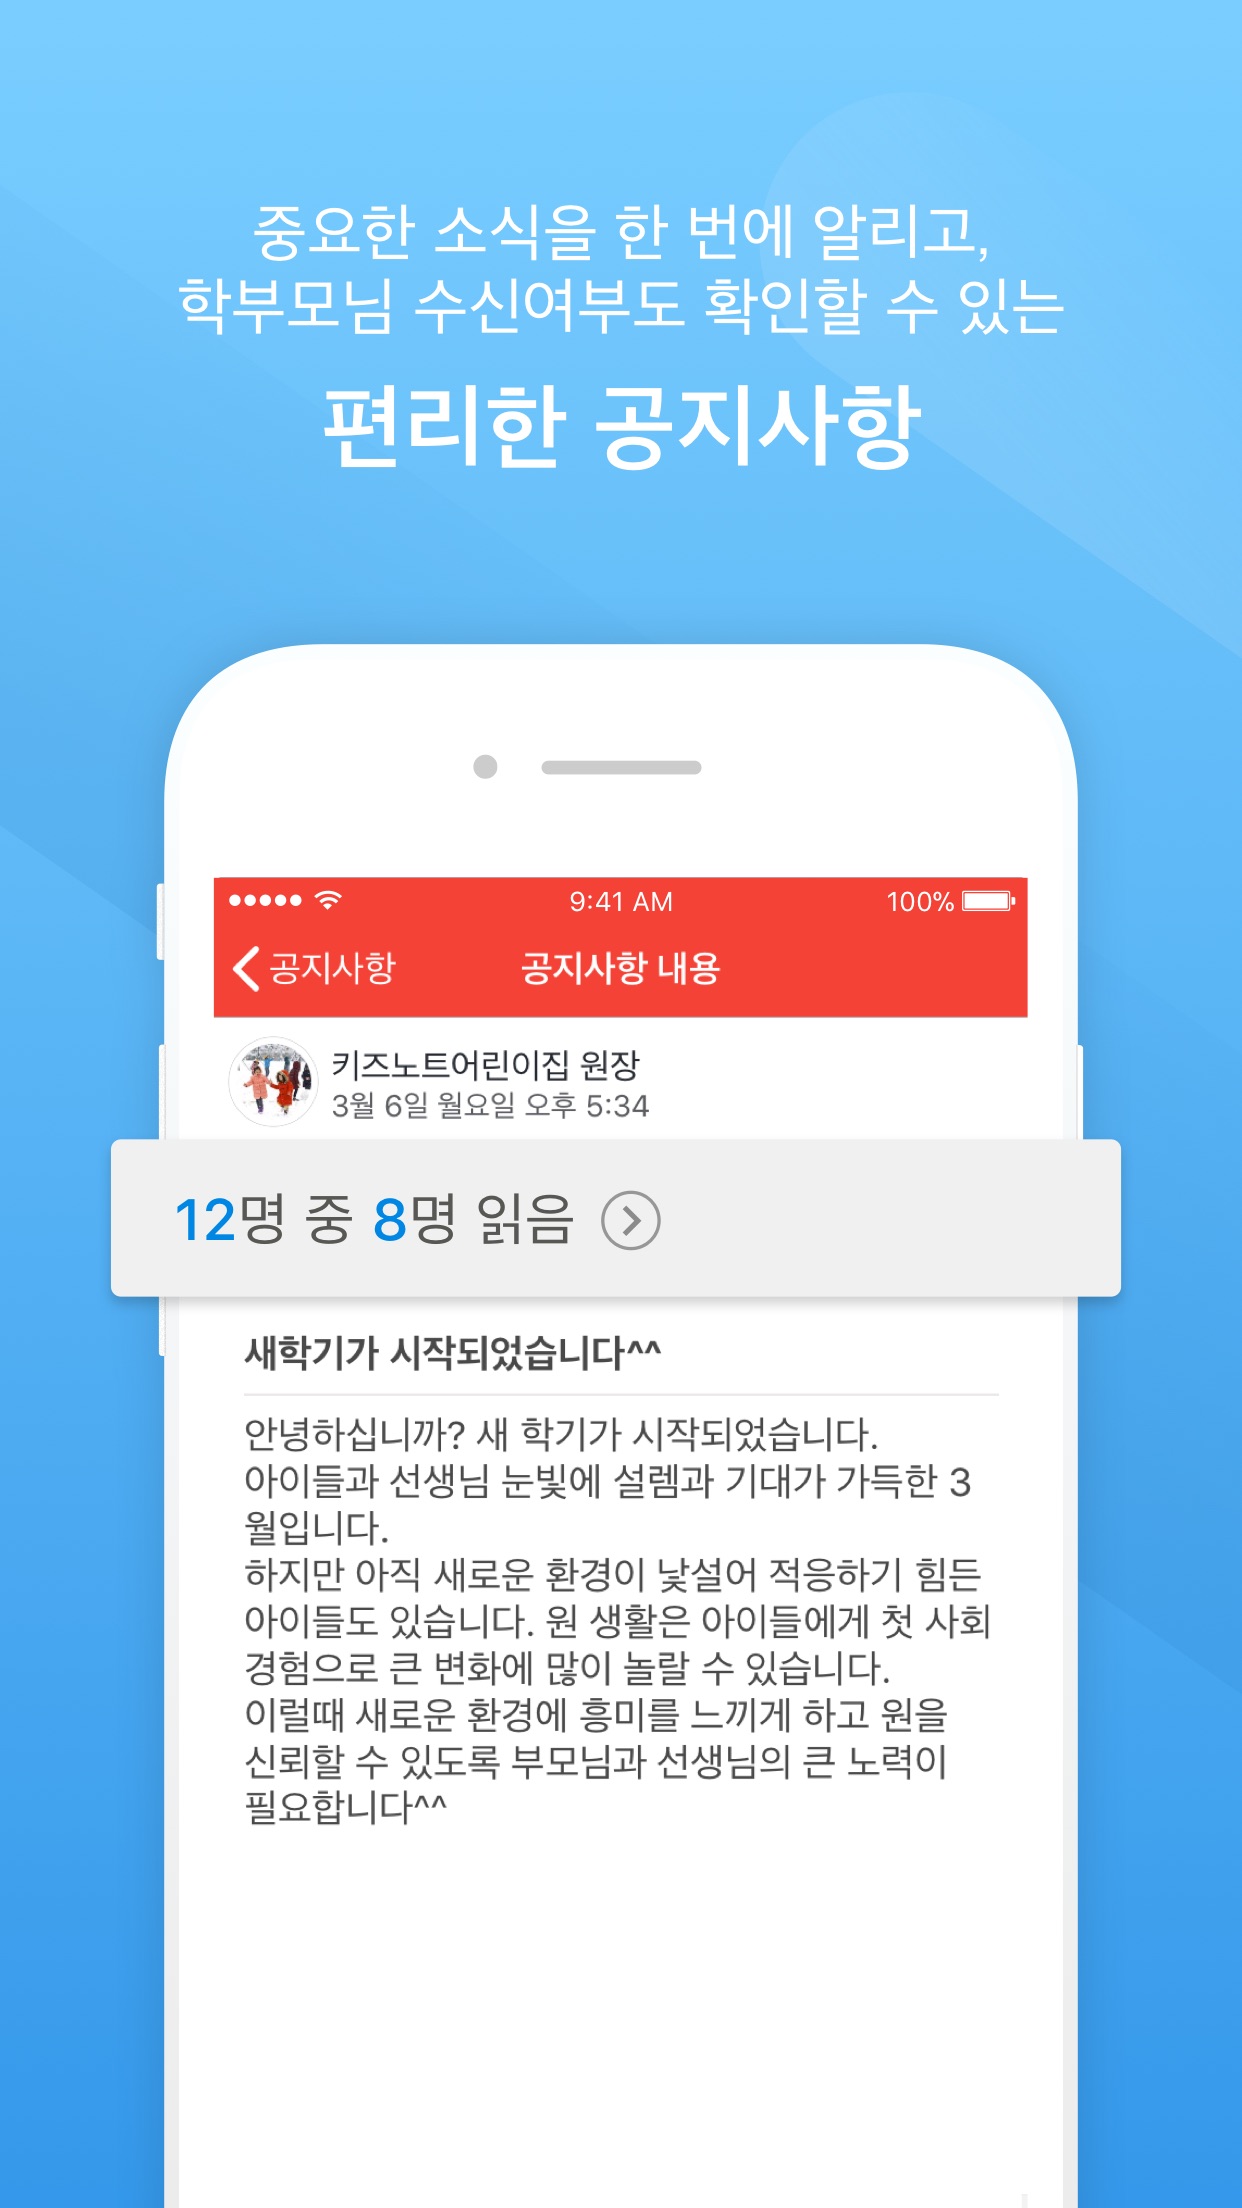 중요한 소식을 한 번에 알리고,
학부모님 수신여부도 확인할 수 있는
편리한 공지사항
9:41 AM
100%
공지사항
공지사항 내용
키즈노트어린이집 원장
3월 6일 월요일 오후 5:34
12명 중 8명 읽음
새학기가 시작되었습니다^^
안녕하십니까? 새 학기가 시작되었습니다.
아이들과 선생님 눈빛에 설렘과 기대가 가득한 3
월입니다.
하지만 아직 새로운 환경이 낯설어 적응하기 힘든
아이들도 있습니다. 원 생활은 아이들에게 첫 사회
경험으로 큰 변화에 많이 놀랄 수 있습니다.
이럴때 새로운 환경에 흥미를 느끼게 하고 원을
신뢰할 수 있도록 부모님과 선생님의 큰 노력이
필요합니다^^